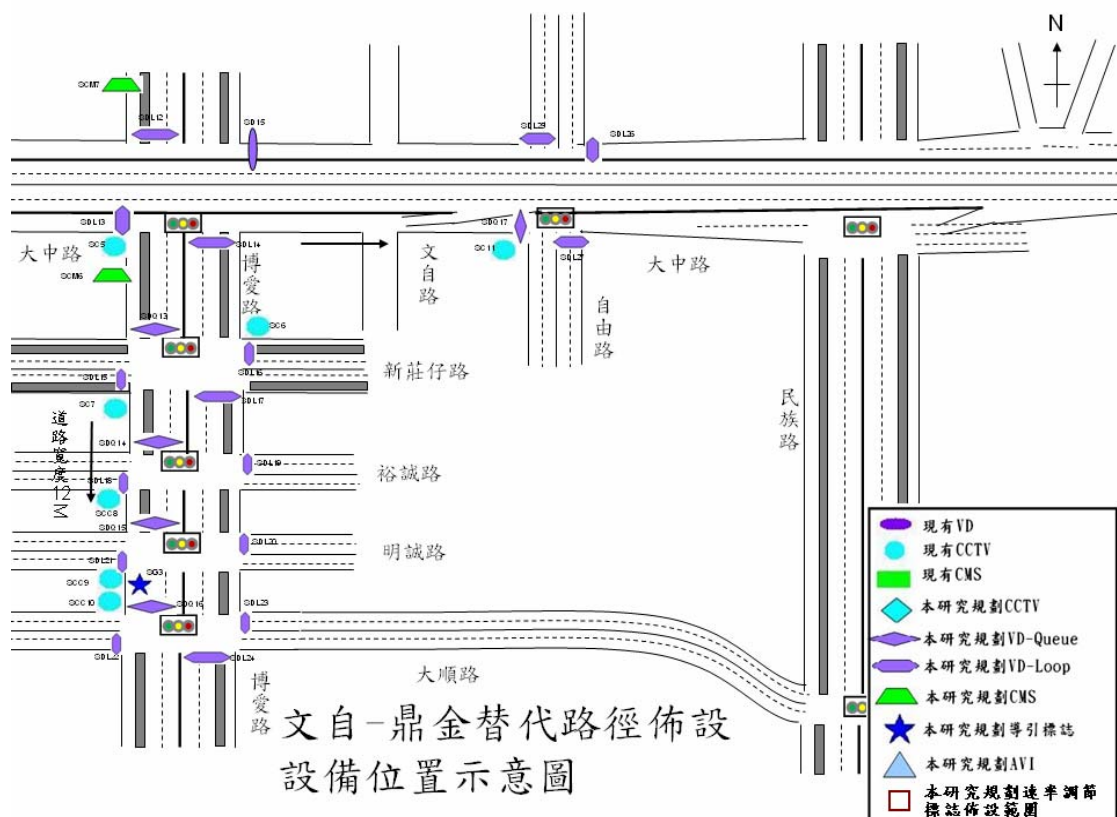 N
SCM7
SDL12
SD15
SDL26
SDL13
SDQ17
SC5
SDL14
SC11
SDL27
大中路
SCM6
博愛路
文自路
大中路
自由路
SDQ13
SC6
SDL15
SDL16
新莊仔路
SC7
SDL17
民族路
道路寬度12M
SDQ14
SDL19
SDL18
裕誠路
SCC8
SDQ15
SDL20
明誠路
SDL21
SCC9
SG3
SCC10
SDQ16
SDL23
SDL22
SDL24
大順路
博愛路
文自-鼎金替代路徑佈設
設備位置示意圖
現有VD
現有CCTV
現有CMS
本研究規劃CCTV
本研究規劃VD-Queue
本研究規劃VD-Loop
本研究規劃CMS
本研究規劃導引標誌
本研究規劃AVI
本研究規劃速率調節
標誌佈設範圍